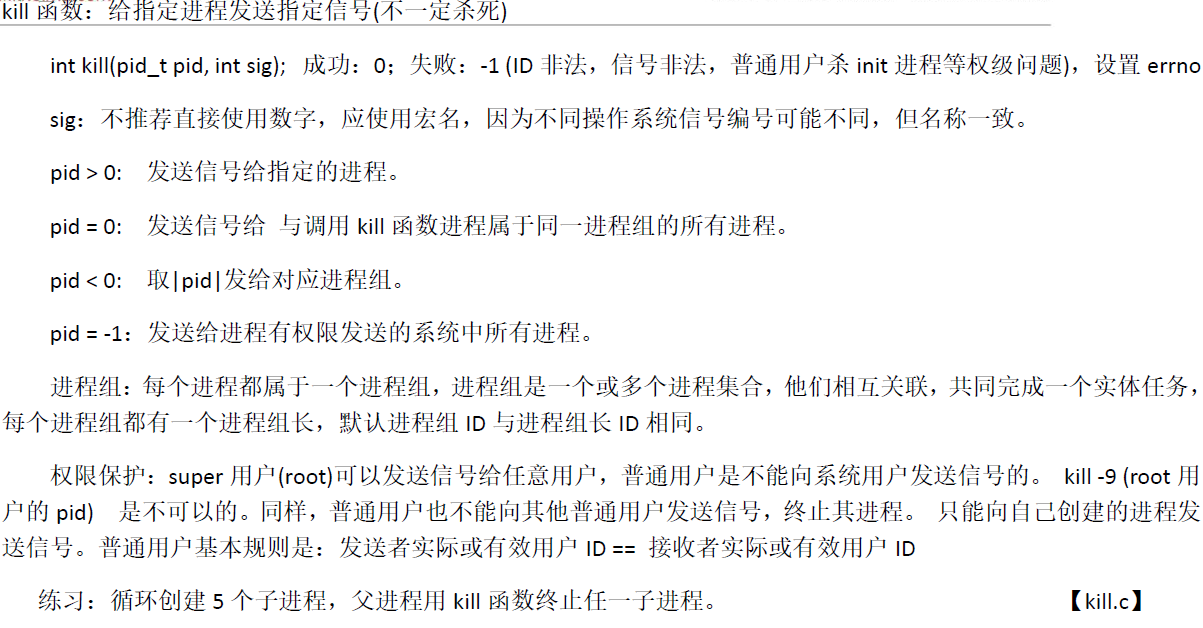 kill 函数：给指定进程发送指定信号(不一定杀死)
int kill(pid_t pid, int sig); 成功：0；失败：-1 (ID 非法，信号非法，普通用户杀 init 进程等权级问题)，设置 errno
sig：不推荐直接使用数字，应使用宏名，因为不同操作系统信号编号可能不同，但名称一致。
pid > 0: 发送信号给指定的进程。
pid = 0: 发送信号给 与调用 kill 函数进程属于同一进程组的所有进程。
pid < 0: 取|pid|发给对应进程组。
pid = -1：发送给进程有权限发送的系统中所有进程。
进程组：每个进程都属于一个进程组，进程组是一个或多个进程集合，他们相互关联，共同完成一个实体任务，
每个进程组都有一个进程组长，默认进程组 ID 与进程组长 ID 相同。
权限保护：super 用户(root)可以发送信号给任意用户，普通用户是不能向系统用户发送信号的。 kill -9 (root 用
户的 pid) 是不可以的。同样，普通用户也不能向其他普通用户发送信号，终止其进程。 只能向自己创建的进程发
送信号。普通用户基本规则是：发送者实际或有效用户 ID == 接收者实际或有效用户 ID
练习：循环创建 5 个子进程，父进程用 kill 函数终止任一子进程。 【kill.c】